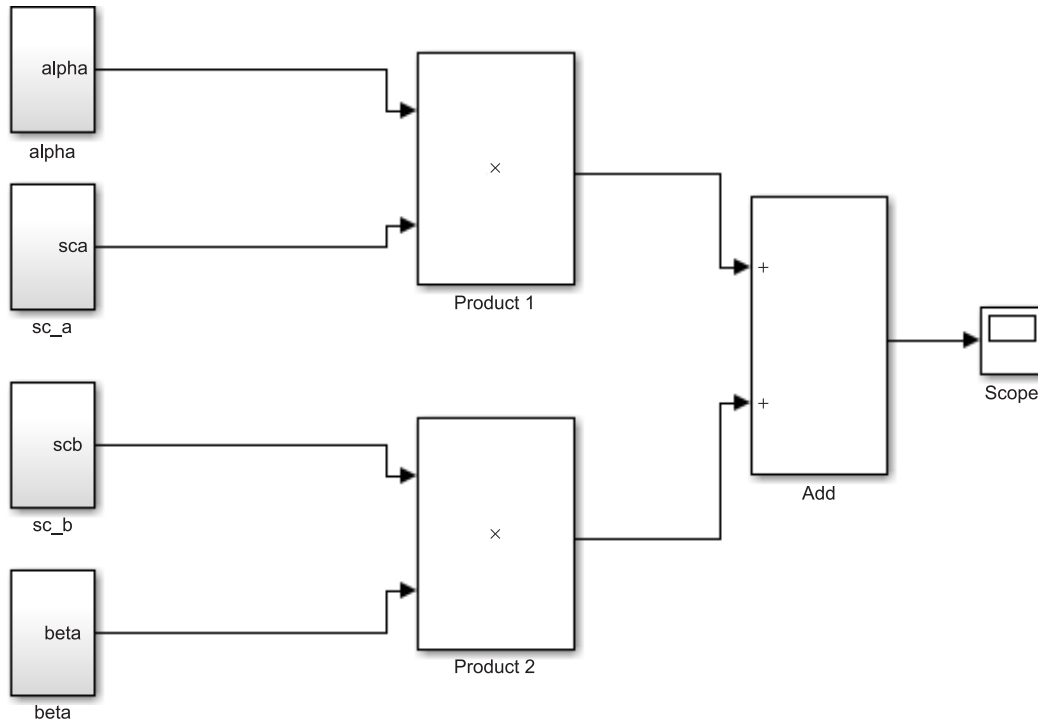 alpha
alpha
sca
sc_a
scb
sc_b
beta
beta
×
Product 1
×
Product 2
+
+
Add
Scope